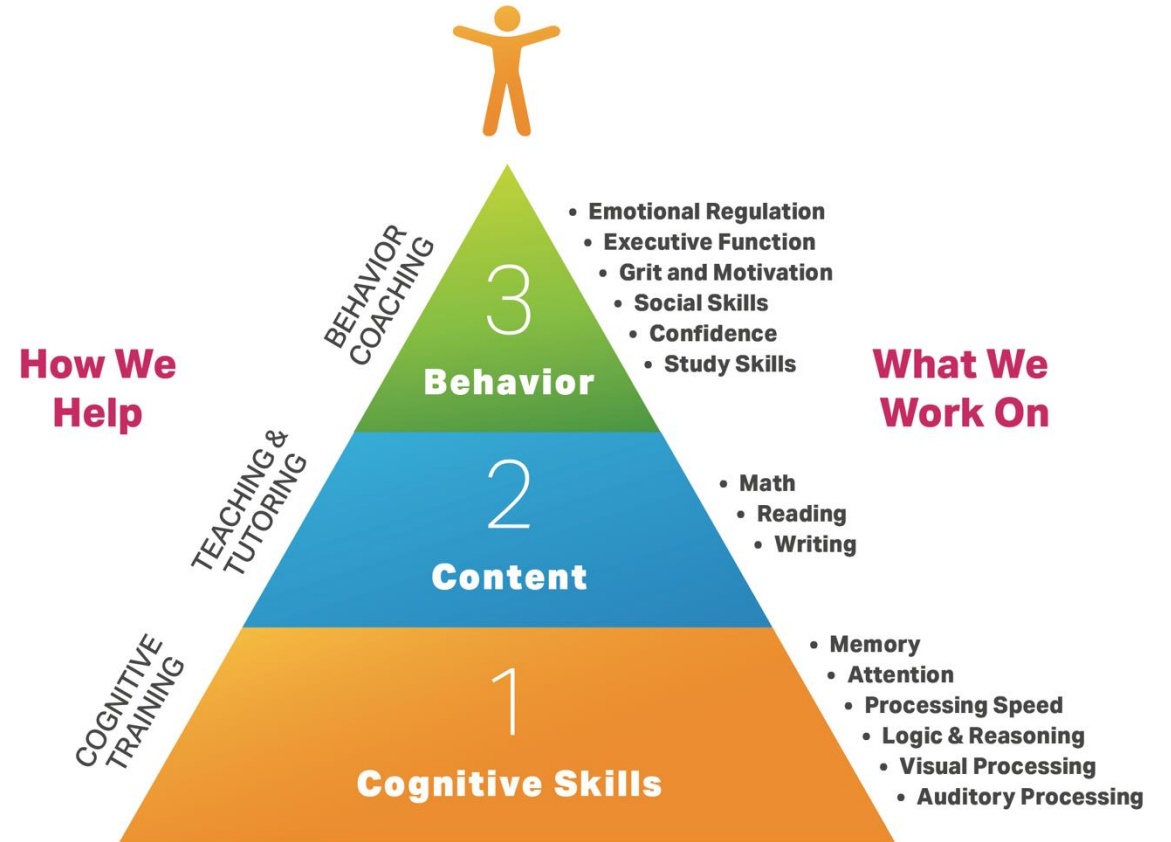 BEHAVIOR
COACHING
• Emotional Regulation
• Executive Function
• Grit and Motivation
• Social Skills
• Confidence
• Study Skills
3
Behavior
How We
Help
What We
Work On
TEACHING &
TUTORING
2
Content
• Math
• Reading
• Writing
COGNITIVE
TRAINING
1
Cognitive Skills
• Memory
• Attention
• Processing Speed
• Logic & Reasoning
• Visual Processing
• Auditory Processing